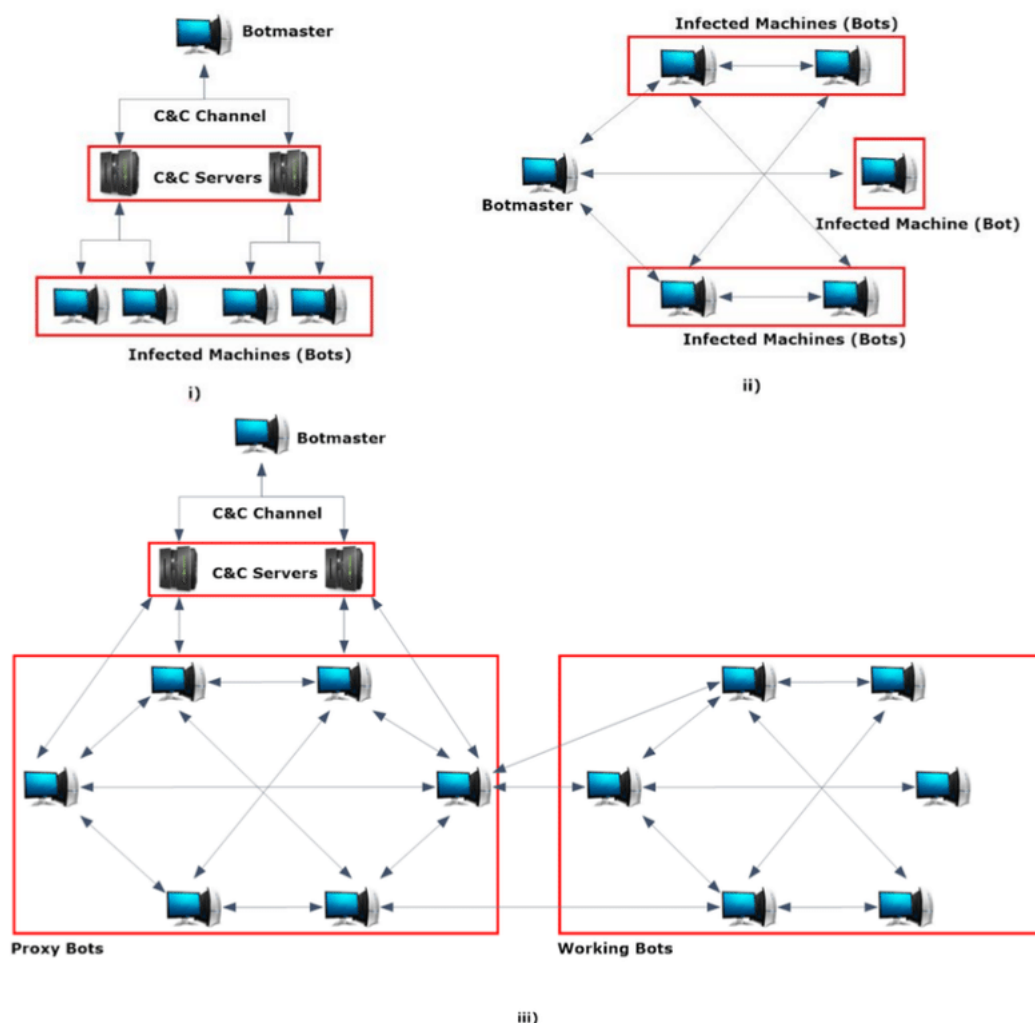 Botmaster
C&C Channel
C&C Servers
Infected Machines (Bots)
i)
Infected Machines (Bots)
Botmaster
Infected Machine (Bot)
Infected Machines (Bots)
ii)
Botmaster
C&C Channel
C&C Servers
Proxy Bots
Working Bots
iii)